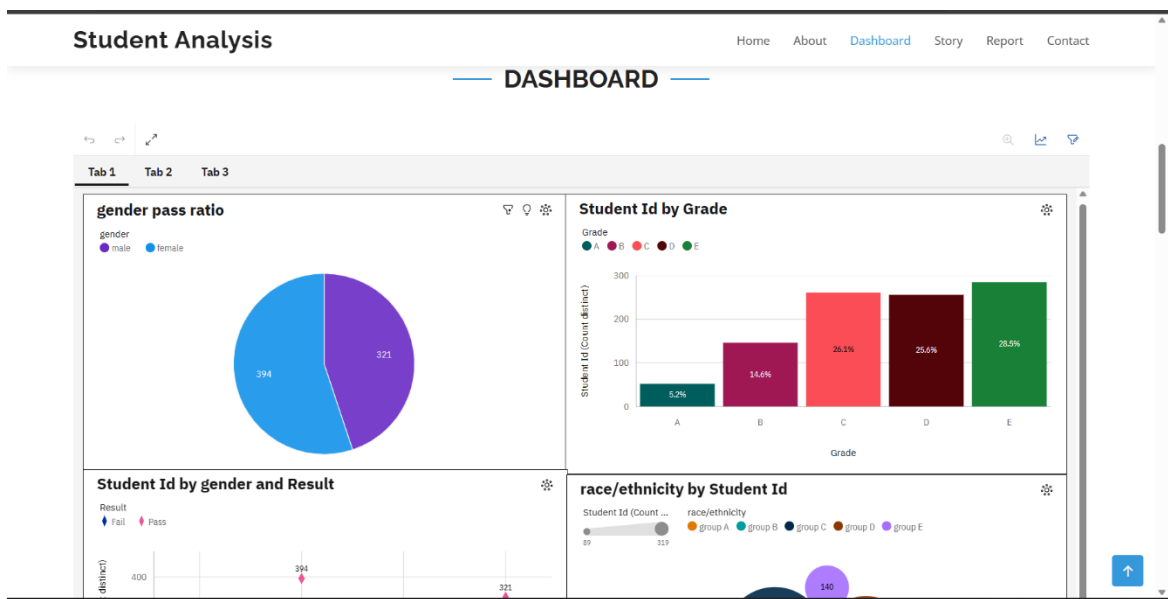 Student Analysis
Home About Dashboard Story Report Contact
DASHBOARD
Tab 1 Tab 2 Tab 3
gender pass ratio
gender
male female
394
321
Student Id by Grade
Grade
A B C D E
Student Id (Count distinct)
300
200
100
0
5.2%
14.6%
26.1%
25.6%
28.5%
A B C D E
Grade
Student Id by gender and Result
Result
Fail Pass
distinct)
400
394
321
race/ethnicity by Student Id
Student Id (Count ...
89 319
race/ethnicity
group A group B group C group D group E
140